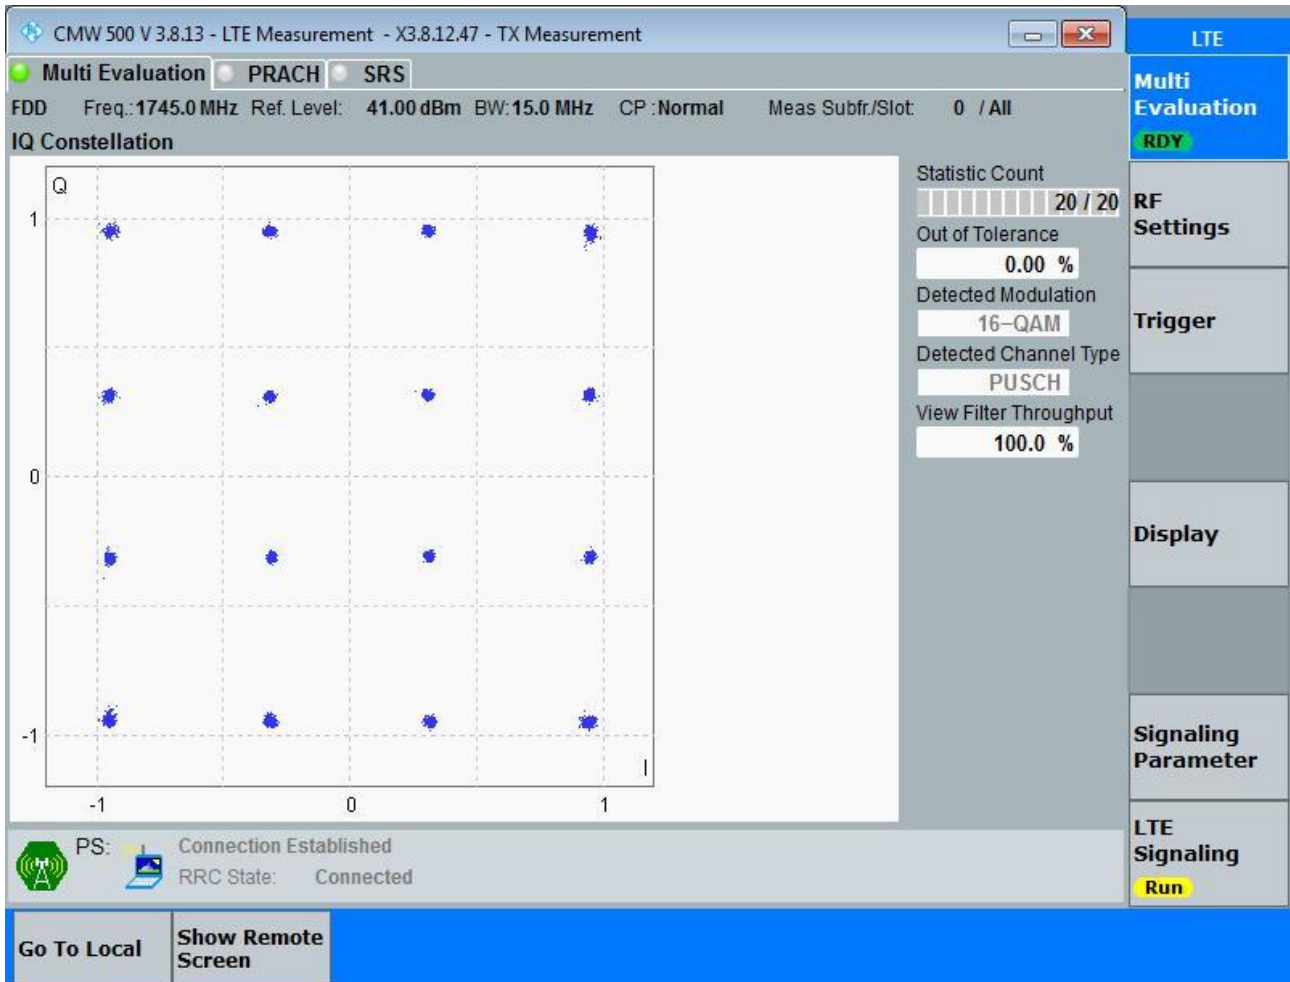 CMW 500 V 3.8.13 - LTE Measurement - X3.8.12.47 - TX Measurement
LTE
Multi Evaluation PRACH SRS
FDD Freq.:1745.0 MHz Ref. Level: 41.00 dBm BW:15.0 MHz CP :Normal Meas Subfr./Slot: 0 / All
IQ Constellation
Q
1
0
-1
I
-1 0 1
Statistic Count
20 / 20
Out of Tolerance
0.00 %
Detected Modulation
16-QAM
Detected Channel Type
PUSCH
View Filter Throughput
100.0 %
Multi
Evaluation
RDY
RF
Settings
Trigger
Display
Signaling
Parameter
LTE
Signaling
Run
PS: Connection Established
RRC State: Connected
Go To Local
Show Remote
Screen